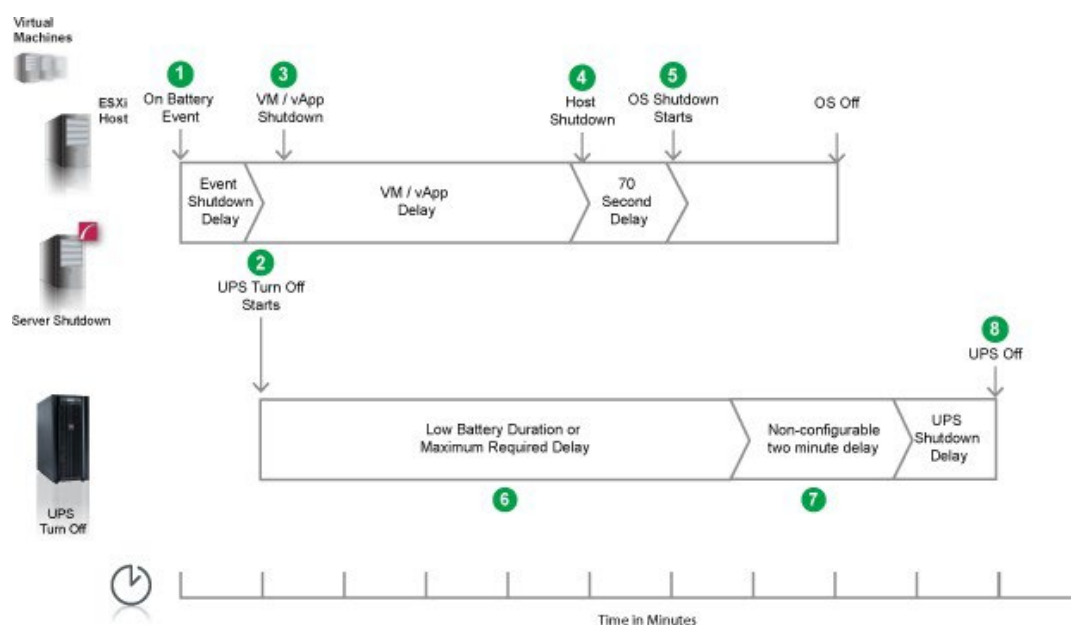 Virtual
Machines
ESXi
Host
1
On Battery
Event
3
VM / vApp
Shutdown
4
Host
Shutdown
5
OS Shutdown
Starts
OS Off
Event
Shutdown
Delay
VM / vApp
Delay
70
Second
Delay
Server Shutdown
2
UPS Turn Off
Starts
8
UPS Off
Low Battery Duration or
Maximum Required Delay
Non-configurable
two minute delay
UPS
Shutdown
Delay
6
7
UPS
Turn Off
Time in Minutes